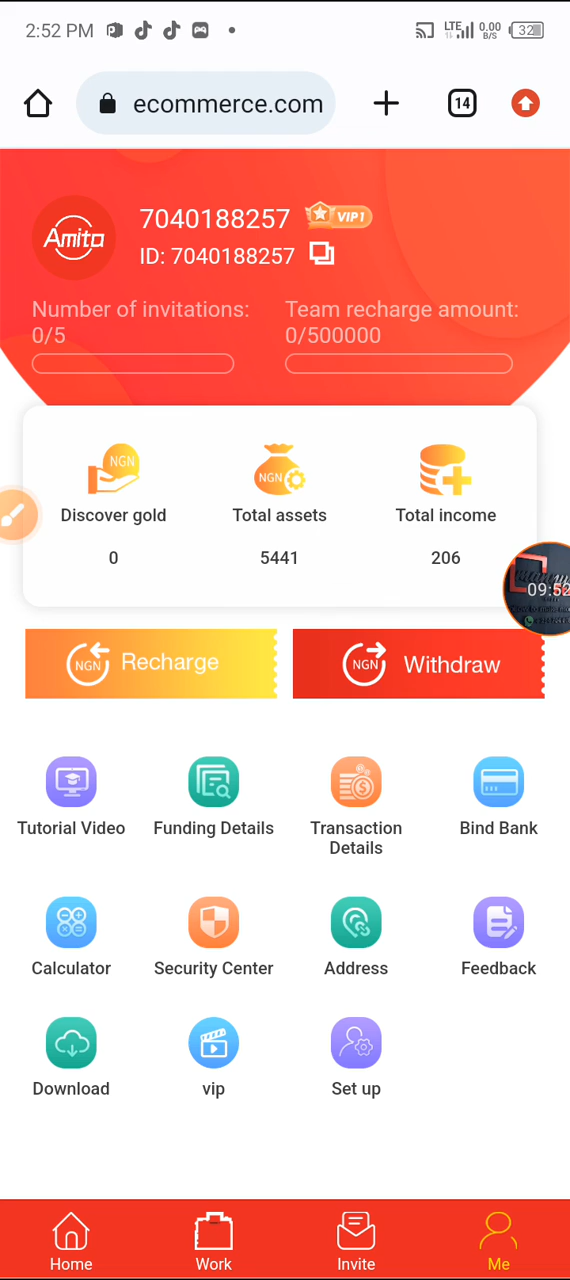 2:52 PM
LTE
0.00
B/S
32
ecommerce.com
14
Amita
7040188257
VIP1
ID: 7040188257
Number of invitations:
0/5
Team recharge amount:
0/500000
NGN
NGN
Discover gold
Total assets
Total income
0
5441
206
09:52
NGN
Recharge
NGN
Withdraw
Tutorial Video
Funding Details
Transaction
Details
Bind Bank
Calculator
Security Center
Address
Feedback
Download
vip
Set up
Home
Work
Invite
Me